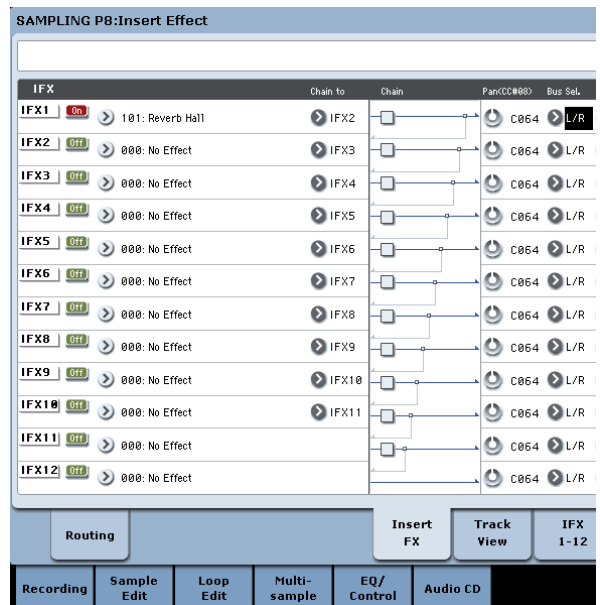 SAMPLING P8:Insert Effect
IFX Chain to Chain Pan(CC#08) Bus Sel.
IFX1 On 101: Reverb Hall IFX2 C064 L/R
IFX2 Off 000: No Effect IFX3 C064 L/R
IFX3 Off 000: No Effect IFX4 C064 L/R
IFX4 Off 000: No Effect IFX5 C064 L/R
IFX5 Off 000: No Effect IFX6 C064 L/R
IFX6 Off 000: No Effect IFX7 C064 L/R
IFX7 Off 000: No Effect IFX8 C064 L/R
IFX8 Off 000: No Effect IFX9 C064 L/R
IFX9 Off 000: No Effect IFX10 C064 L/R
IFX10 Off 000: No Effect IFX11 C064 L/R
IFX11 Off 000: No Effect C064 L/R
IFX12 Off 000: No Effect C064 L/R
Routing Insert FX Track View IFX 1-12
Recording Sample Edit Loop Edit Multi-sample EQ/Control Audio CD